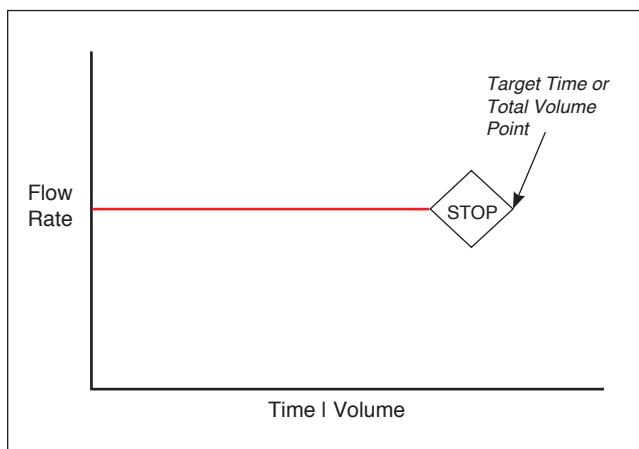 Target Time or
Total Volume
Point
Flow
Rate
STOP
Time I Volume